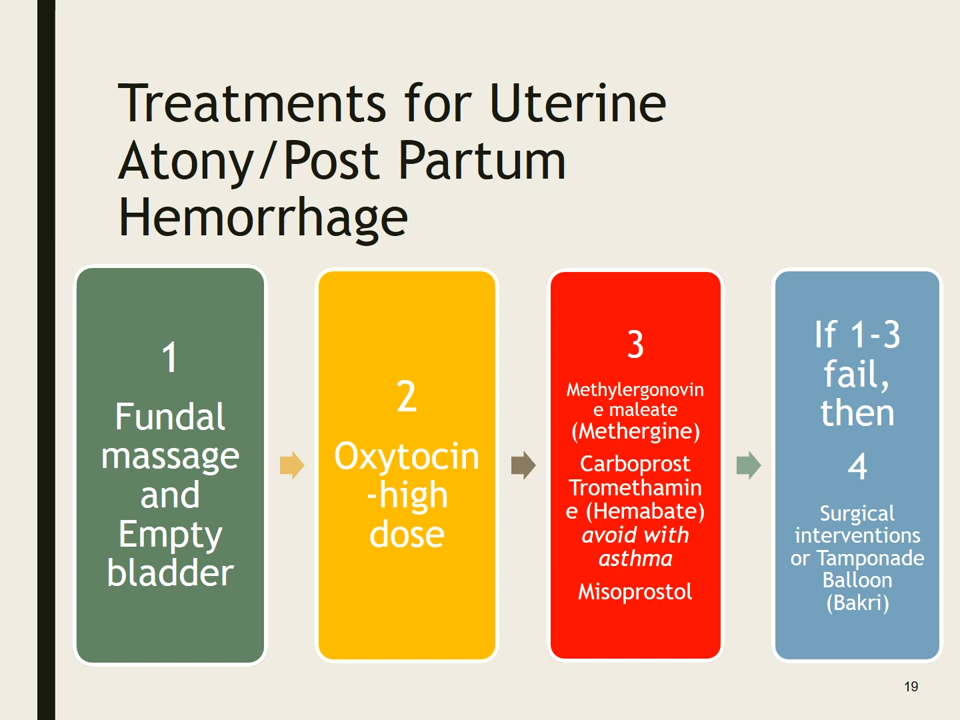 Treatments for Uterine
Atony/Post Partum
Hemorrhage
1
Fundal
massage
and
Empty
bladder
2
Oxytocin
-high
dose
3
Methylergonovin
e maleate
(Methergine)
Carboprost
Tromethamin
e (Hemabate)
avoid with
asthma
Misoprostol
If 1-3
fail,
then
4
Surgical
interventions
or Tamponade
Balloon
(Bakri)
19